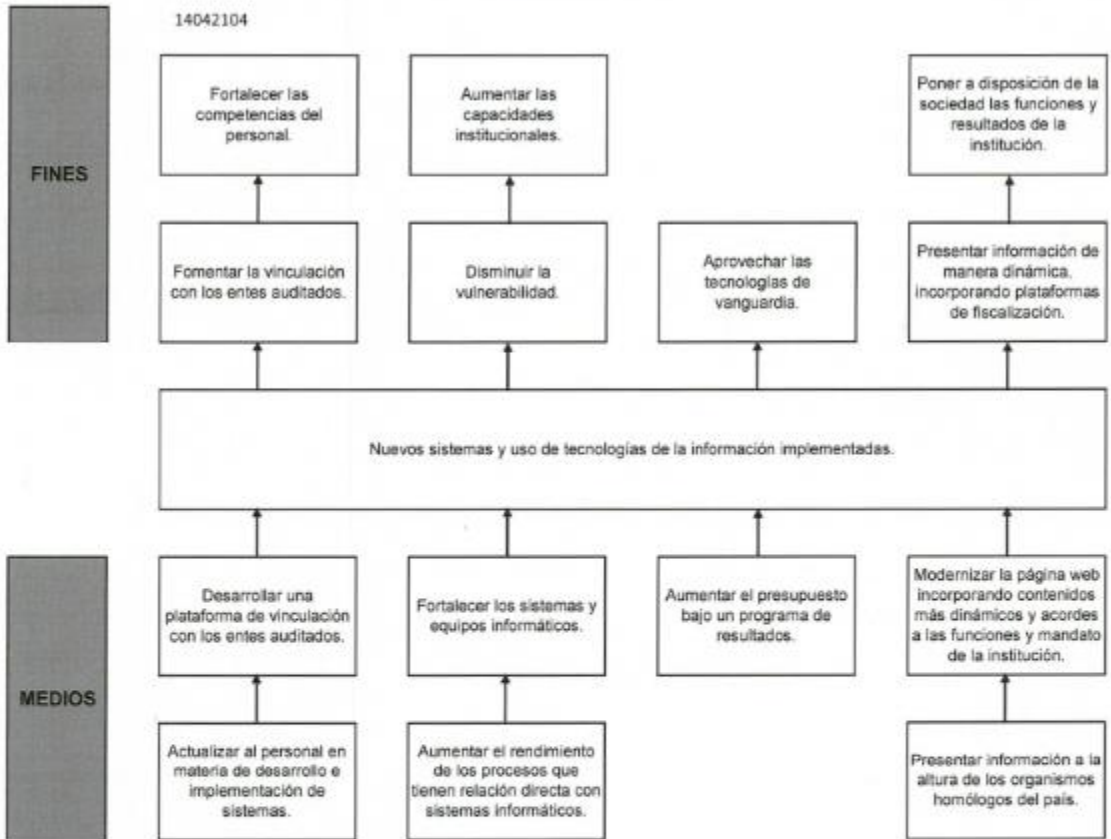 14042104
FINES
Fortalecer las
competencias del
personal.
Aumentar las
capacidades
institucionales.
Poner a disposición de la
sociedad las funciones y
resultados de la
institución.
Fomentar la vinculación
con los entes auditados.
Disminuir la
vulnerabilidad.
Aprovechar las
tecnologías de
vanguardia.
Presentar información de
manera dinámica,
incorporando plataformas
de fiscalización.
Nuevos sistemas y uso de tecnologías de la información implementadas.
MEDIOS
Desarrollar una
plataforma de vinculación
con los entes auditados.
Fortalecer los sistemas y
equipos informáticos.
Aumentar el presupuesto
bajo un programa de
resultados.
Modernizar la página web
incorporando contenidos
más dinámicos y acordes
a las funciones y mandato
de la institución.
Actualizar al personal en
materia de desarrollo e
implementación de
sistemas.
Aumentar el rendimiento
de los procesos que
tienen relación directa con
sistemas informáticos.
Presentar información a la
altura de los organismos
homólogos del país.